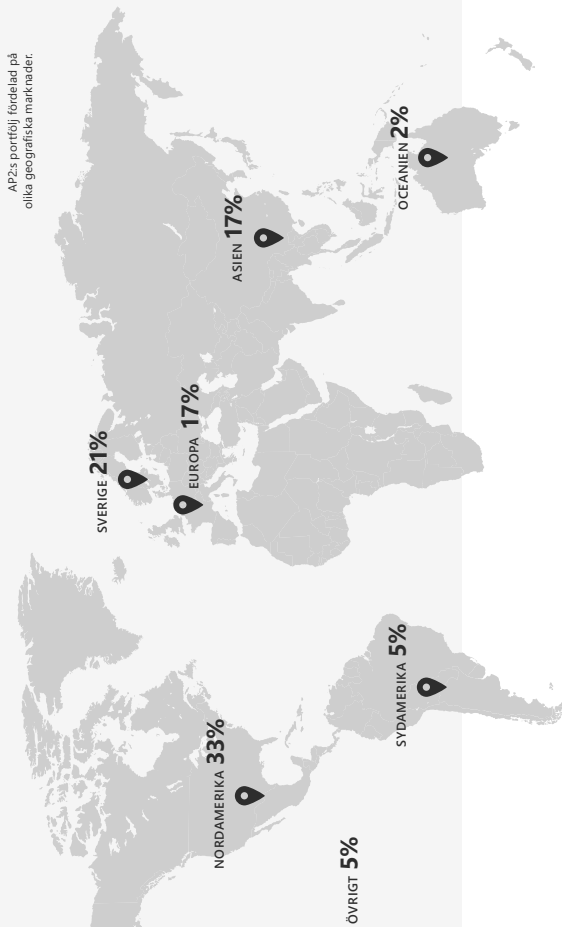 AP2:s portfölj fördelad på
olika geografiska marknader.
SVERIGE 21%
EUROPA 17%
ASIEN 17%
NORDAMERIKA 33%
OCEANIEN 2%
SYDAMERIKA 5%
ÖVRIGT 5%